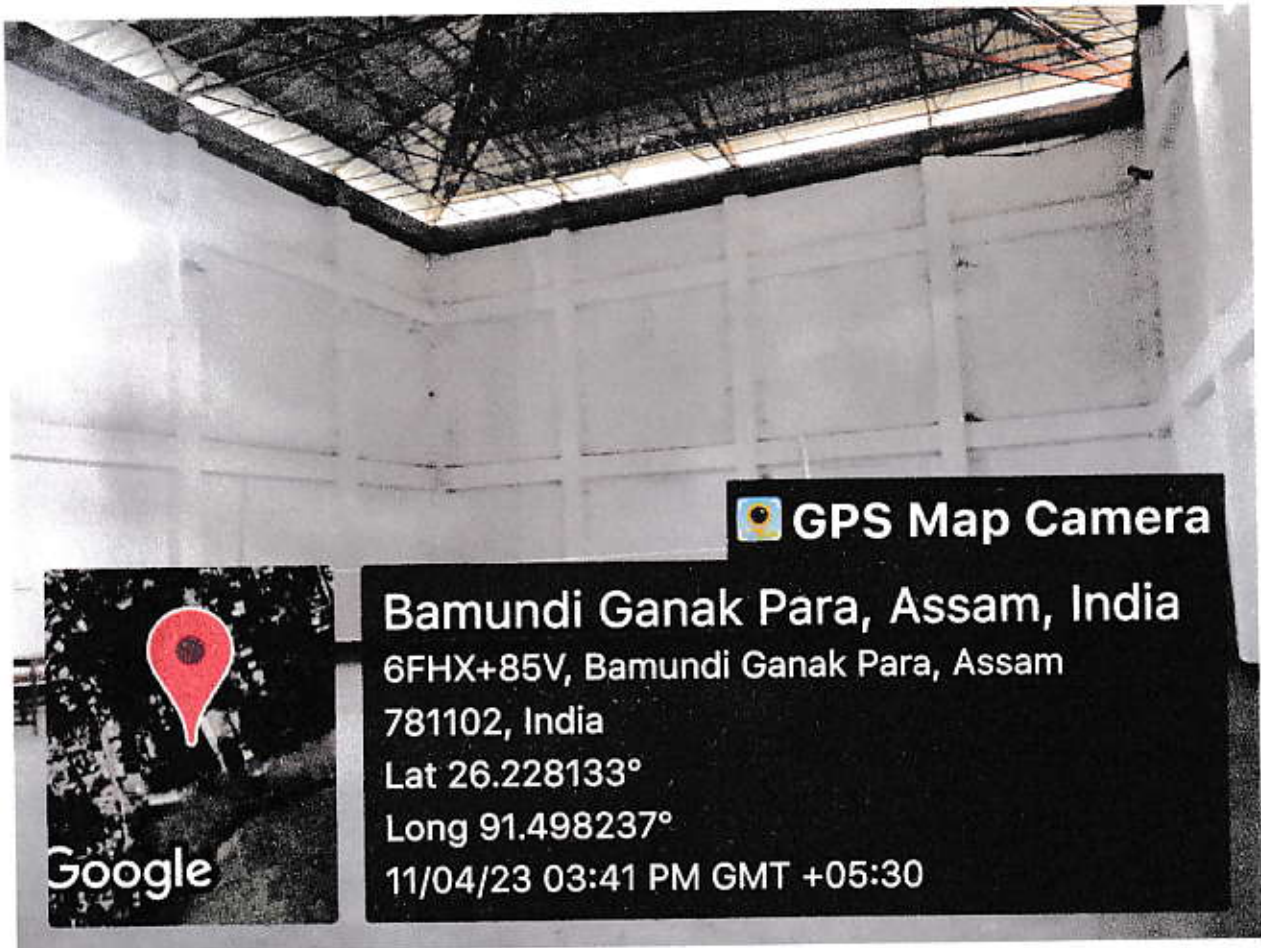 GPS Map Camera
Bamundi Ganak Para, Assam, India
6FHX+85V, Bamundi Ganak Para, Assam
781102, India
Lat 26.228133°
Long 91.498237°
11/04/23 03:41 PM GMT +05:30
Google